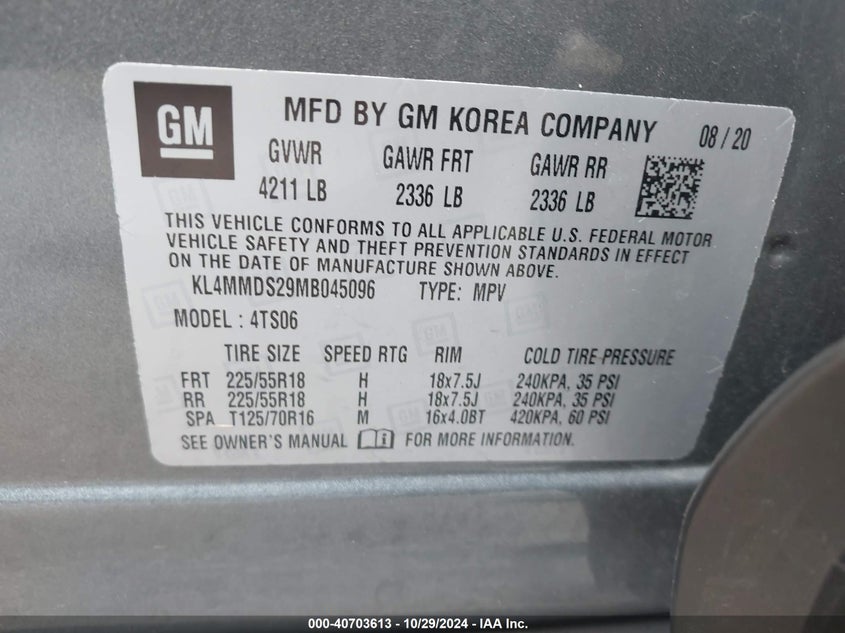 GM
MFD BY GM KOREA COMPANY 08 / 20
GVWR GAWR FRT GAWR RR
4211 LB 2336 LB 2336 LB
THIS VEHICLE CONFORMS TO ALL APPLICABLE U.S. FEDERAL MOTOR
VEHICLE SAFETY AND THEFT PREVENTION STANDARDS IN EFFECT
ON THE DATE OF MANUFACTURE SHOWN ABOVE.
KL4MMDS29MB045096 TYPE: MPV
MODEL : 4TS06
TIRE SIZE SPEED RTG RIM COLD TIRE PRESSURE
FRT 225/55R18 H 18x7.5J 240KPA, 35 PSI
RR 225/55R18 H 18x7.5J 240KPA, 35 PSI
SPA T125/70R16 M 16x4.0BT 420KPA, 60 PSI
SEE OWNER'S MANUAL FOR MORE INFORMATION.
000-40703613 - 10/29/2024 - IAA Inc.